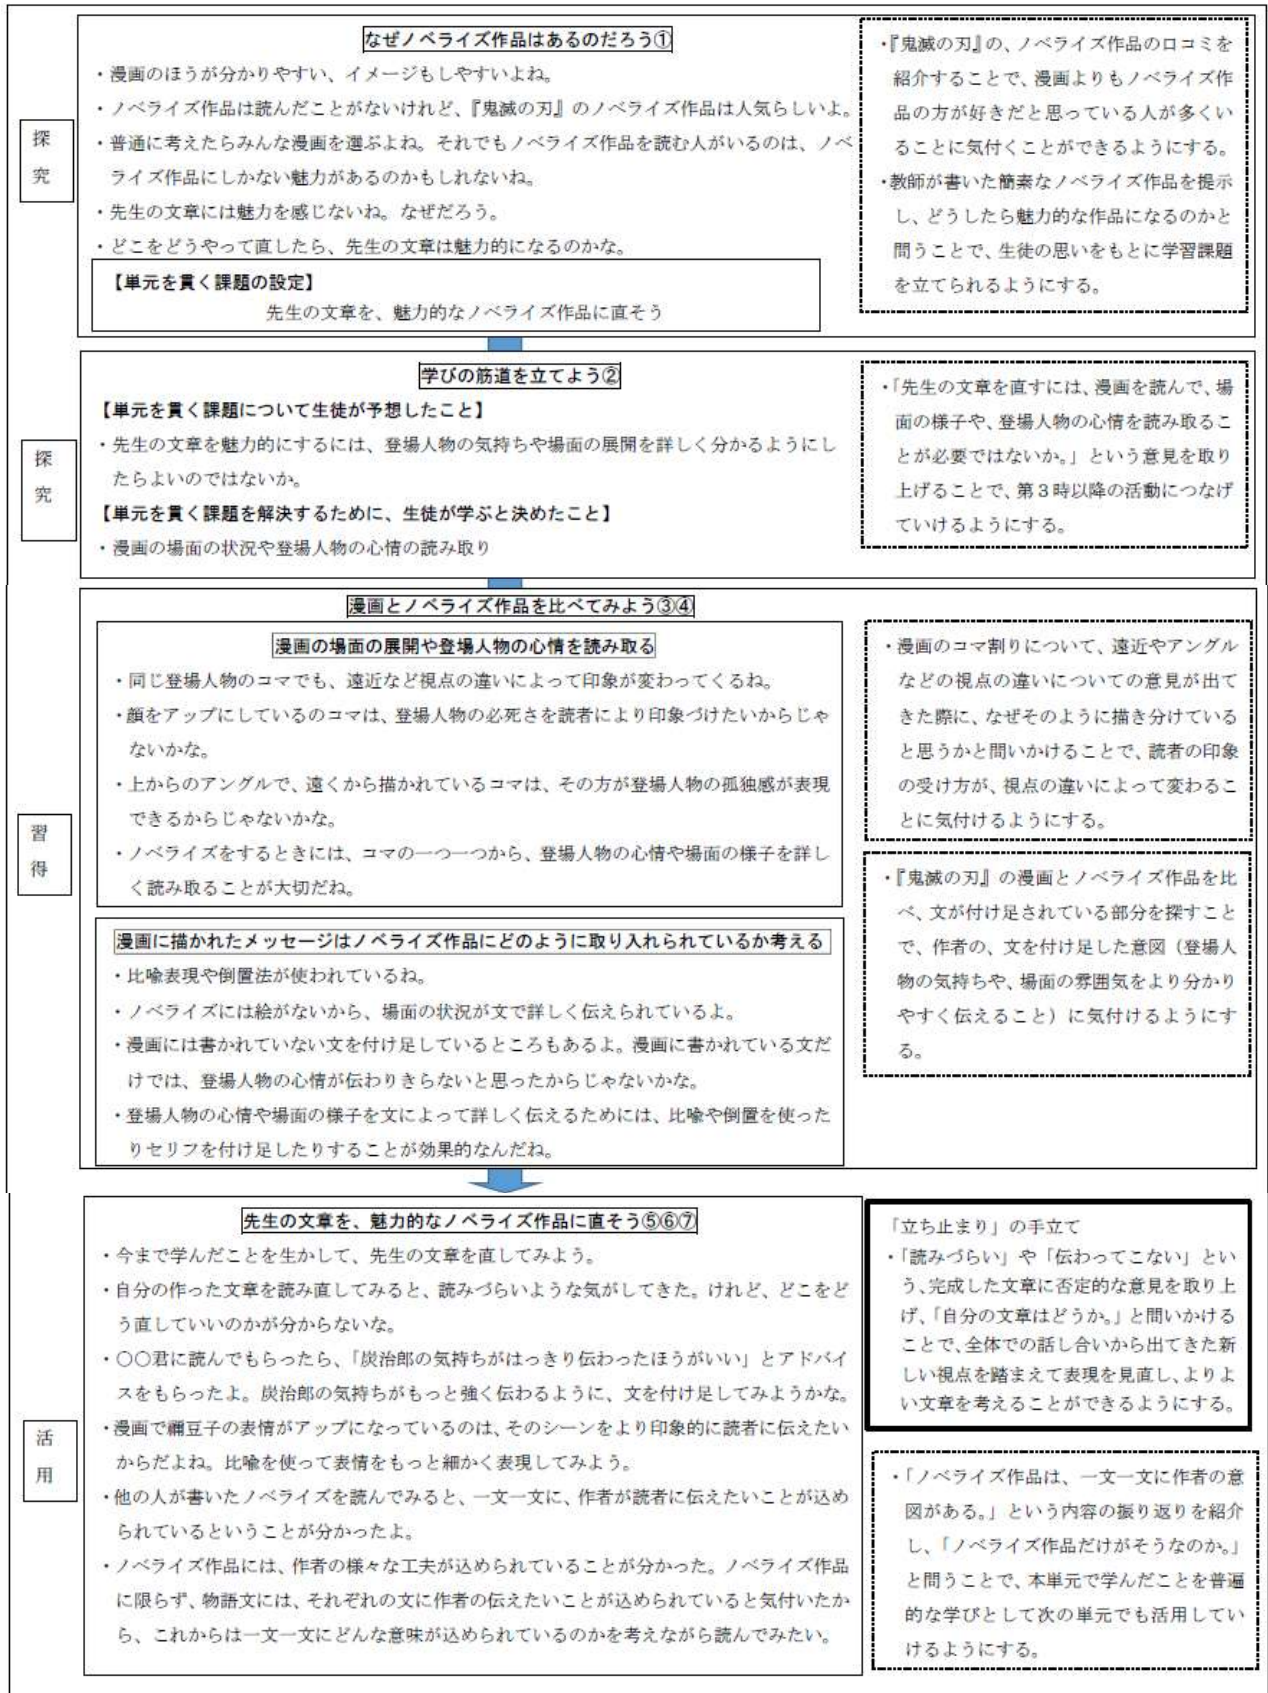 探
究
なぜノベライズ作品はあるのだろう①
・漫画のほうが分かりやすい、イメージもしやすいよね。
・ノベライズ作品は読んだことがないけれど、『鬼滅の刃』のノベライズ作品は人気らしいよ。
・普通に考えたらみんな漫画を選ぶよね。それでもノベライズ作品を読む人がいるのは、ノベ
ライズ作品にしかない魅力があるのかもしれないね。
・先生の文章には魅力を感じないね。なぜだろう。
・どこをどうやって直したら、先生の文章は魅力的になるのかな。
【単元を貫く課題の設定】
先生の文章を、魅力的なノベライズ作品に直そう
・『鬼滅の刃』の、ノベライズ作品の口コミを
紹介することで、漫画よりもノベライズ作
品の方が好きだと思っている人が多くい
ることに気付くことができるようにする。
・教師が書いた簡素なノベライズ作品を提示
し、どうしたら魅力的な作品になるのかと
問うことで、生徒の思いをもとに学習課題
を立てられるようにする。
探
究
学びの筋道を立てよう②
【単元を貫く課題について生徒が予想したこと】
・先生の文章を魅力的にするには、登場人物の気持ちや場面の展開を詳しく分かるようにし
たらよいのではないか。
【単元を貫く課題を解決するために、生徒が学ぶと決めたこと】
・漫画の場面の状況や登場人物の心情の読み取り
・「先生の文章を直すには、漫画を読んで、場
面の様子や、登場人物の心情を読み取るこ
とが必要ではないか。」という意見を取り
上げることで、第３時以降の活動につなげ
ていけるようにする。
習
得
漫画とノベライズ作品を比べてみよう③④
漫画の場面の展開や登場人物の心情を読み取る
・同じ登場人物のコマでも、遠近など視点の違いによって印象が変わってくるね。
・顔をアップにしているのコマは、登場人物の必死さを読者により印象づけたいからじゃ
ないかな。
・上からのアングルで、遠くから描かれているコマは、その方が登場人物の孤独感が表現
できるからじゃないかな。
・ノベライズをするときには、コマの一つ一つから、登場人物の心情や場面の様子を詳し
く読み取ることが大切だね。
漫画に描かれたメッセージはノベライズ作品にどのように取り入れられているか考える
・比喩表現や倒置法が使われているね。
・ノベライズには絵がないから、場面の状況が文で詳しく伝えられているよ。
・漫画には書かれていない文を付け足しているところもあるよ。漫画に書かれている文だ
けでは、登場人物の心情が伝わりきらないと思ったからじゃないかな。
・登場人物の心情や場面の様子を文によって詳しく伝えるためには、比喩や倒置を使った
りセリフを付け足したりすることが効果的なんだね。
・漫画のコマ割りについて、遠近やアングル
などの視点の違いについての意見が出て
きた際に、なぜそのように描き分けている
と思うかと問いかけることで、読者の印象
の受け方が、視点の違いによって変わるこ
とに気付けるようにする。
・『鬼滅の刃』の漫画とノベライズ作品を比
べ、文が付け足されている部分を探すこと
で、作者の、文を付け足した意図（登場人
物の気持ちや、場面の雰囲気をより分かり
やすく伝えること）に気付けるようにす
る。
活
用
先生の文章を、魅力的なノベライズ作品に直そう⑤⑥⑦
・今まで学んだことを生かして、先生の文章を直してみよう。
・自分の作った文章を読み直してみると、読みづらいような気がしてきた。けれど、どこをど
う直していいのかが分からないな。
・〇〇君に読んでもらったら、「炭治郎の気持ちがはっきり伝わったほうがいい」とアドバイ
スをもらったよ。炭治郎の気持ちがもっと強く伝わるように、文を付け足してみようかな。
・漫画で禰豆子の表情がアップになっているのは、そのシーンをより印象的に読者に伝えたい
からだよね。比喩を使って表情をもっと細かく表現してみよう。
・他の人が書いたノベライズを読んでみると、一文一文に、作者が読者に伝えたいことが込め
られているということが分かったよ。
・ノベライズ作品には、作者の様々な工夫が込められていることが分かった。ノベライズ作品
に限らず、物語文には、それぞれの文に作者の伝えたいことが込められていると気付いたか
ら、これからは一文一文にどんな意味が込められているのかを考えながら読んでみたい。
「立ち止まり」の手立て
・「読みづらい」や「伝わってこない」とい
う、完成した文章に否定的な意見を取り上
げ、「自分の文章はどうか。」と問いかける
ことで、全体での話し合いから出てきた新
しい視点を踏まえて表現を見直し、よりよ
い文章を考えることができるようにする。
・「ノベライズ作品は、一文一文に作者の意
図がある。」という内容の振り返りを紹介
し、「ノベライズ作品だけがそうなのか。」
と問うことで、本単元で学んだことを普遍
的な学びとして次の単元でも活用してい
けるようにする。